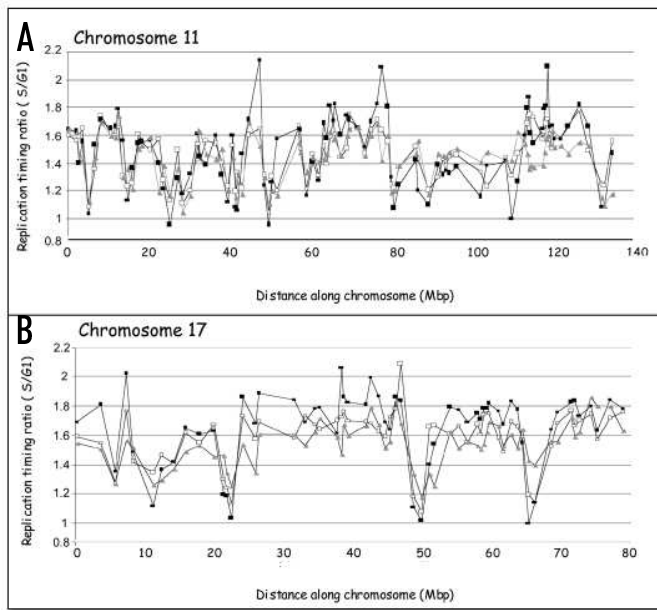 A
Chromosome 11
Replication timing ratio ( S/G1)
2.2
2
1.8
1.6
1.4
1.2
1
0.8
0 20 40 60 80 100 120 140
Distance along chromosome (Mbp)
B
Chromosome 17
Replication timing ratio ( S/G1)
2.2
2
1.8
1.6
1.4
1.2
1
0.8
0 10 20 30 40 50 60 70 80
Distance along chromosome (Mbp)